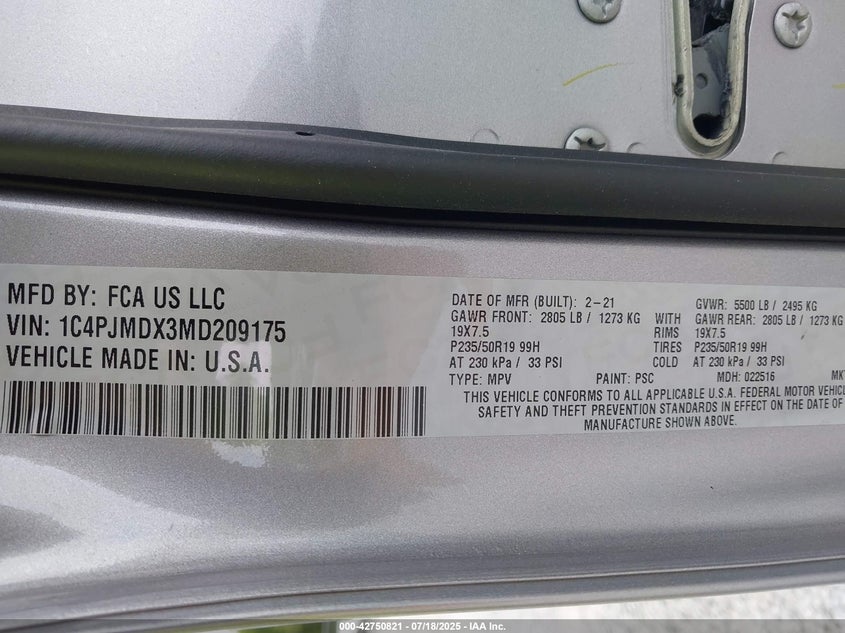 MFD BY: FCA US LLC
VIN: 1C4PJMDX3MD209175
VEHICLE MADE IN: U.S.A.
DATE OF MFR (BUILT): 2-21 GVWR: 5500 LB / 2495 KG
GAWR FRONT: 2805 LB / 1273 KG WITH GAWR REAR: 2805 LB / 1273 KG
19X7.5 RIMS 19X7.5
P235/50R19 99H TIRES P235/50R19 99H
AT 230 kPa / 33 PSI COLD AT 230 kPa / 33 PSI
TYPE: MPV PAINT: PSC MDH: 022516
THIS VEHICLE CONFORMS TO ALL APPLICABLE U.S.A. FEDERAL MOTOR VEHICLE
SAFETY AND THEFT PREVENTION STANDARDS IN EFFECT ON THE DATE OF
MANUFACTURE SHOWN ABOVE.
000-42750821 - 07/18/2025 - IAA Inc.